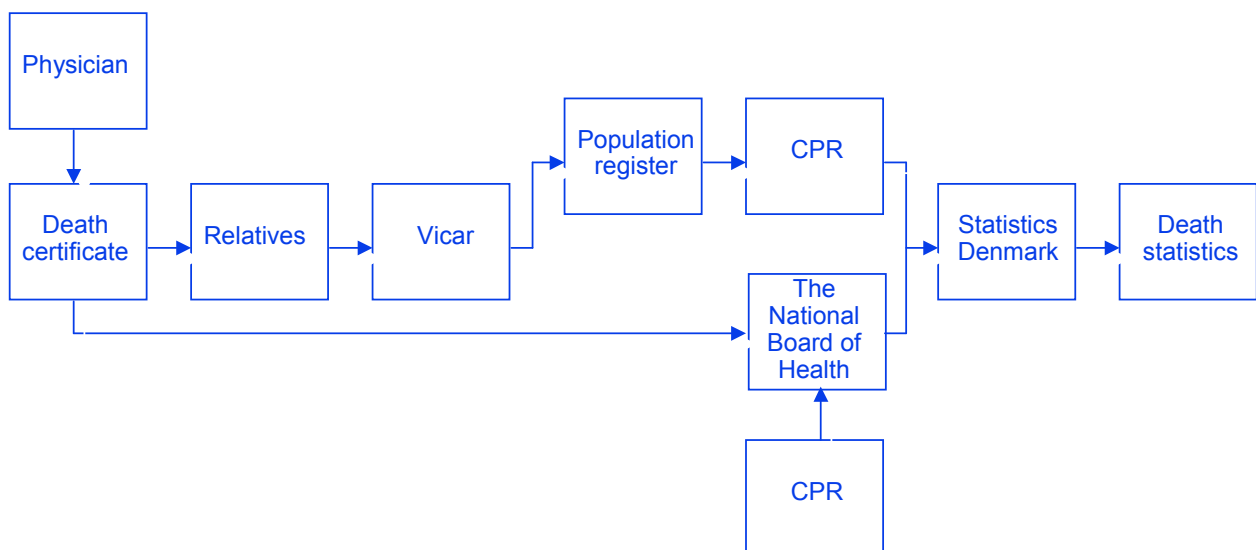 Physician
Death
certificate
Relatives
Vicar
Population
register
CPR
The
National
Board of
Health
CPR
Statistics
Denmark
Death
statistics